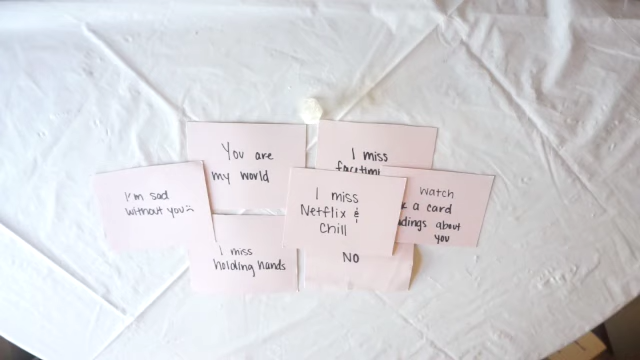 You are
my world
I miss
I'm sad
without you :(
I miss
Netflix &
Chill
Watch
a card
about
you
I miss
holding hands
NO